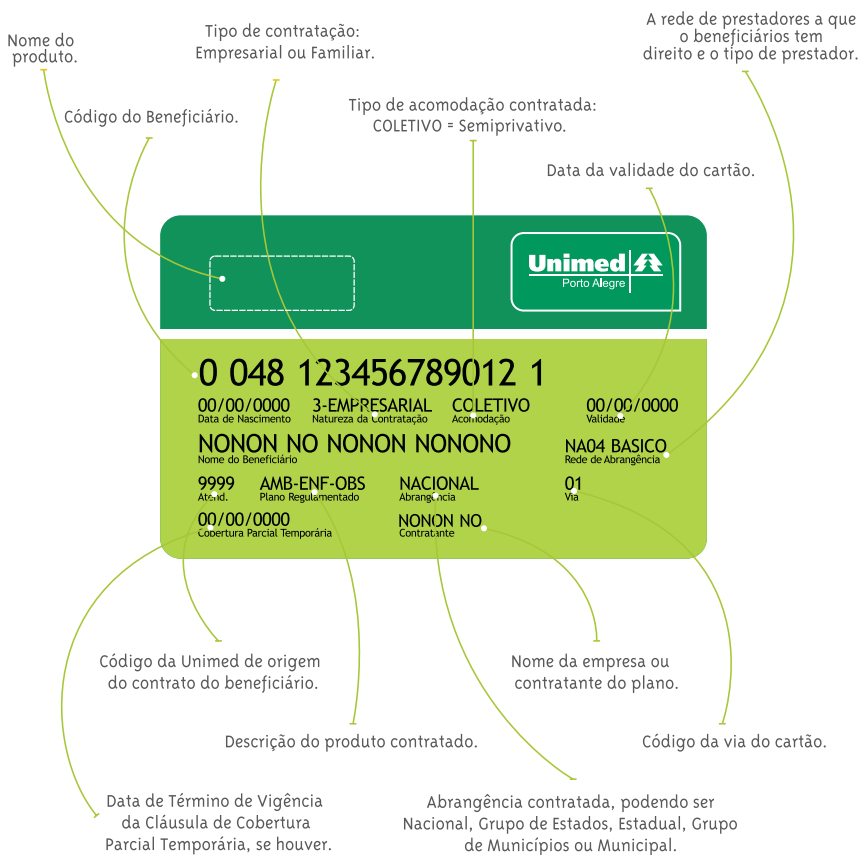 A rede de prestadores a que
o beneficiários tem
direito e o tipo de prestador.
Tipo de contratação:
Empresarial ou Familiar.
Nome do
produto.
Código do Beneficiário.
Tipo de acomodação contratada:
COLETIVO = Semiprivativo.
Data da validade do cartão.
Unimed
Porto Alegre
0 048 123456789012 1
00/00/0000 3-EMPRESARIAL COLETIVO 00/00/0000
Data de Nascimento Natureza da Contratação Acomodação Validade
NONON NO NONON NONONO NA04 BASICO
Nome do Beneficiário Rede de Abrangência
9999 AMB-ENF-OBS NACIONAL 01
Atend. Plano Regulamentado Abrangência Via
00/00/0000 NONON NO
Cobertura Parcial Temporária Contratante
Código da Unimed de origem
do contrato do beneficiário.
Nome da empresa ou
contratante do plano.
Descrição do produto contratado.
Código da via do cartão.
Data de Término de Vigência
da Cláusula de Cobertura
Parcial Temporária, se houver.
Abrangência contratada, podendo ser
Nacional, Grupo de Estados, Estadual, Grupo
de Municípios ou Municipal.